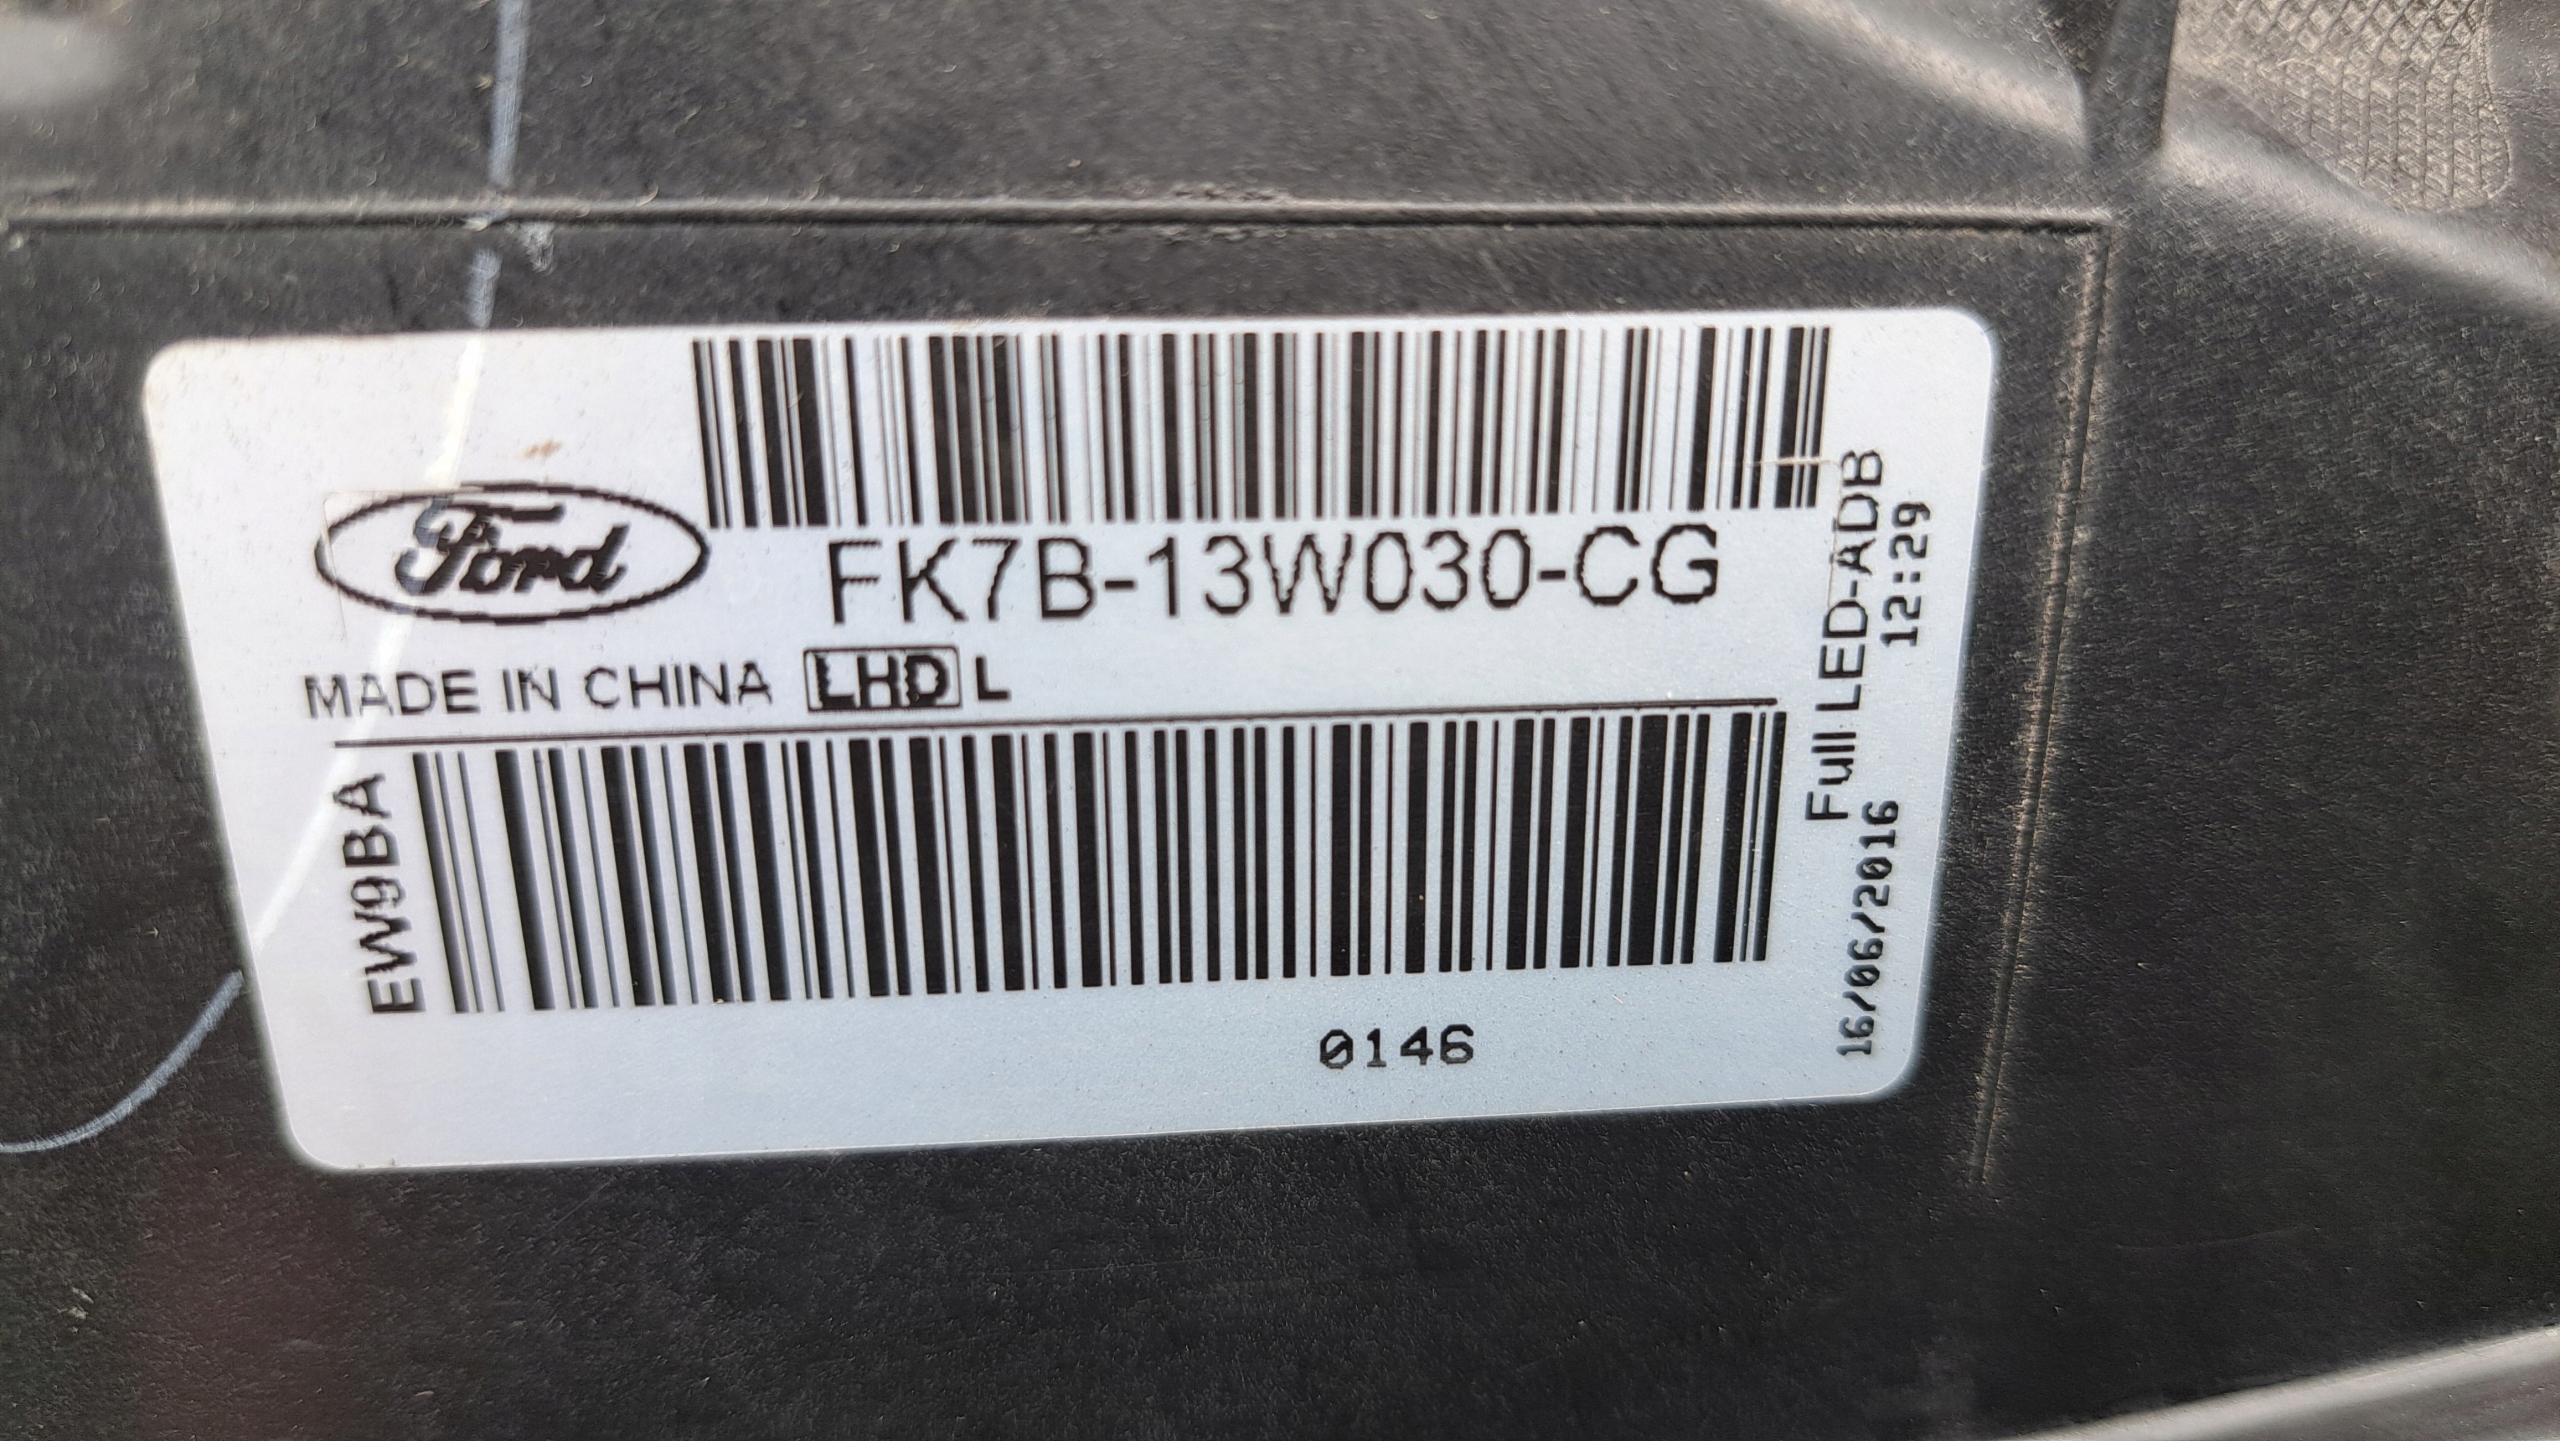 Ford
FK7B-13W030-CG
MADE IN CHINA LHD L
EW9BA
0146
Full LED-ADB
16/06/2016 12:29